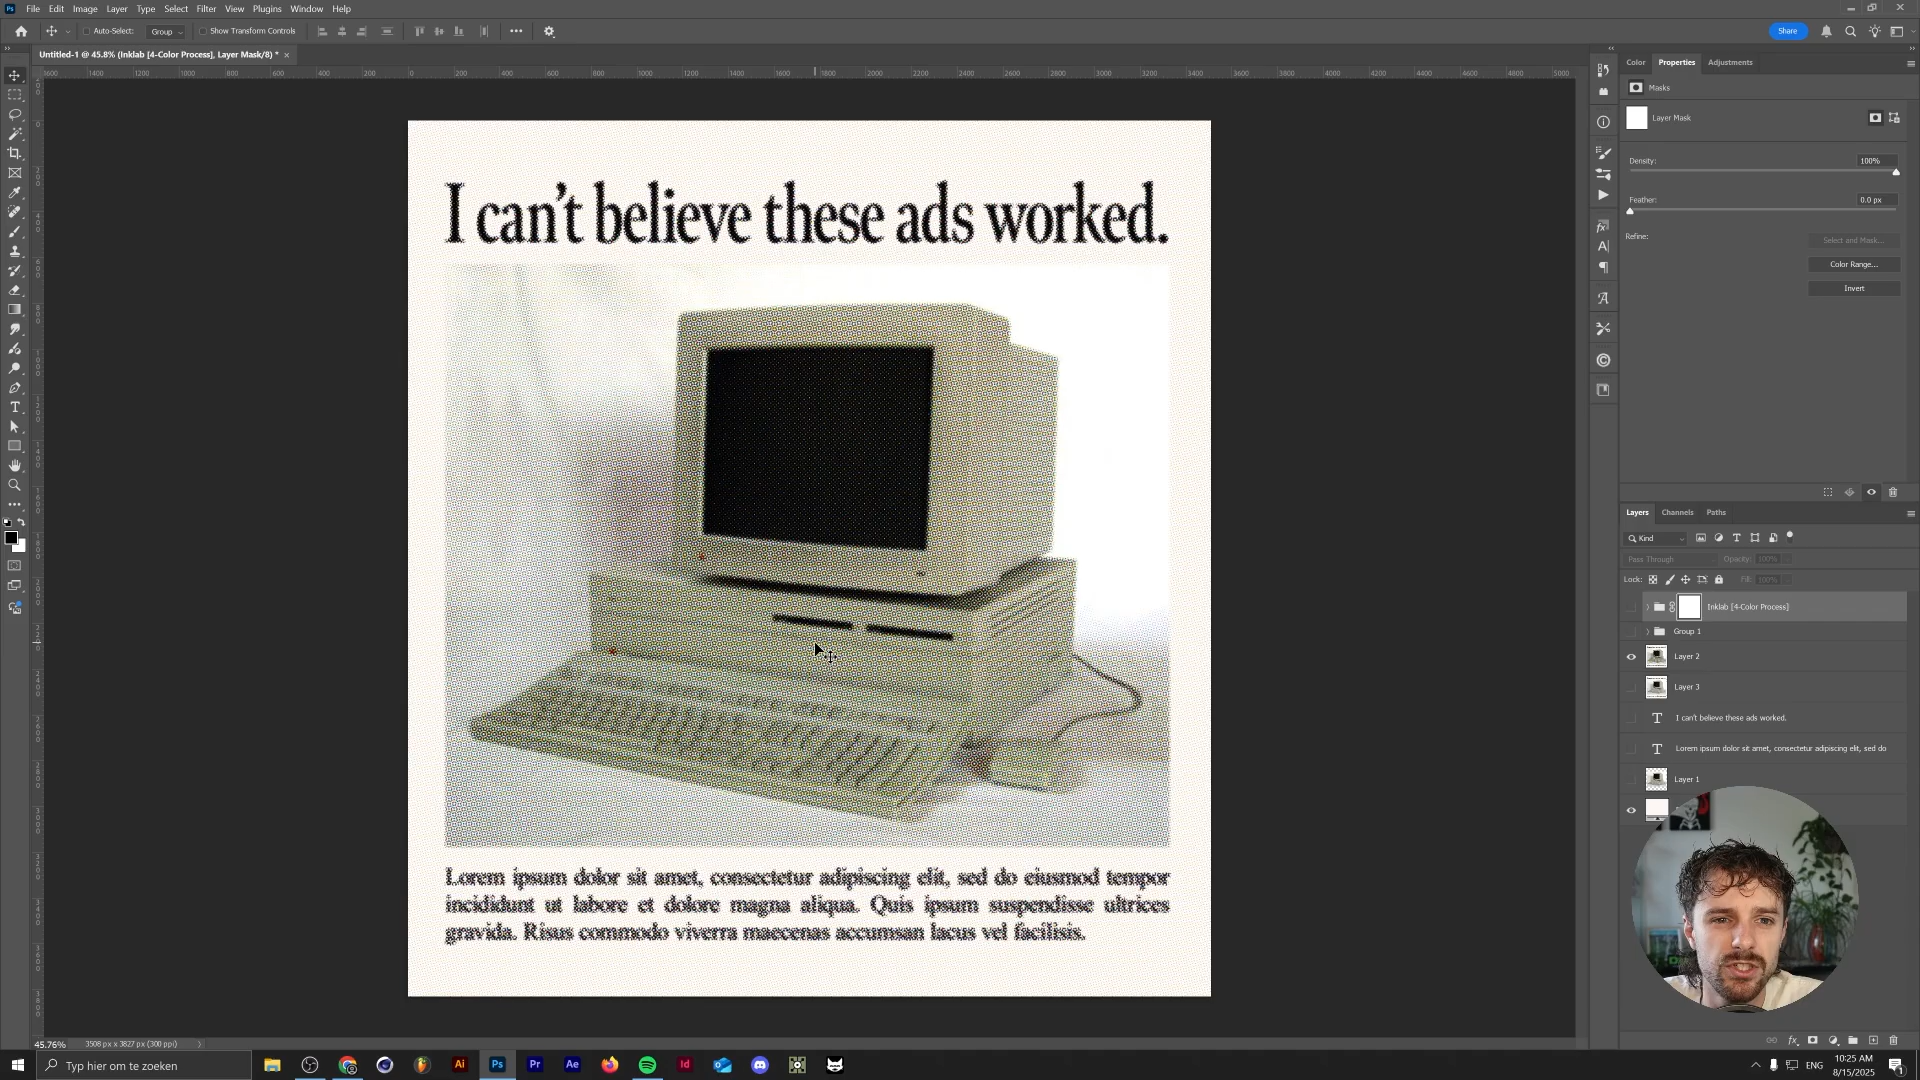 File Edit Image Layer Type Select Filter View Plugins Window Help
Auto-Select: Group Show Transform Controls Share
Untitled-1 @ 45.8% (Inklab [4-Color Process], Layer Mask/8) *
Color Properties Adjustments
Masks
Layer Mask
Density: 100%
Feather: 0.0 px
Refine: Select and Mask...
Color Range...
Invert
I can't believe these ads worked.
Lorem ipsum dolor sit amet, consectetur adipiscing elit, sed do eiusmod tempor
incididunt ut labore et dolore magna aliqua. Quis ipsum suspendisse ultrices
gravida. Risus commodo viverra maecenas accumsan lacus vel facilisis.
Layers Channels Paths
Kind
Pass Through Opacity: 100%
Lock: Fill: 100%
Inklab [4-Color Process]
Group 1
Layer 2
Layer 3
I can't believe these ads worked.
Lorem ipsum dolor sit amet, consectetur adipiscing elit, sed do
Layer 1
45.76% 3508 px x 3827 px (300 ppi)
Typ hier om te zoeken
ENG
10:25 AM
8/15/2025